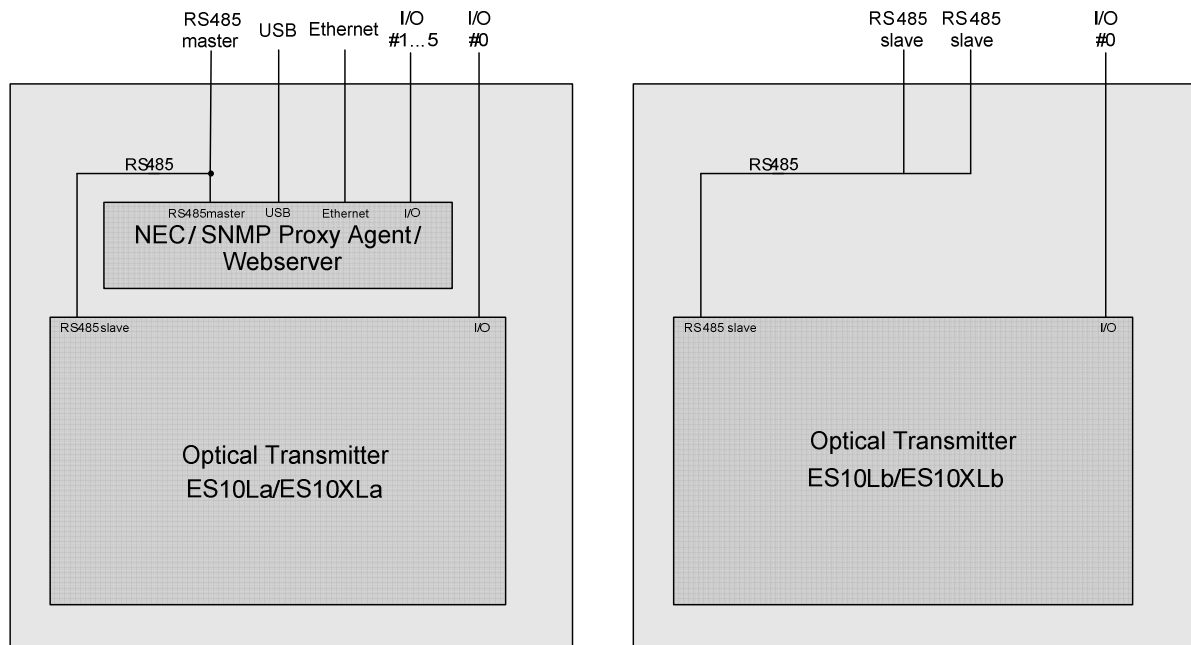 RS485
master
USB
Ethernet
I/O
#1...5
I/O
#0
RS485
RS485master
USB
Ethernet
I/O
NEC/ SNMP Proxy Agent/
Webserver
RS485slave
I/O
Optical Transmitter
ES10La/ES10XLa
RS485
slave
RS485
slave
I/O
#0
RS485
RS485 slave
I/O
Optical Transmitter
ES10Lb/ES10XLb